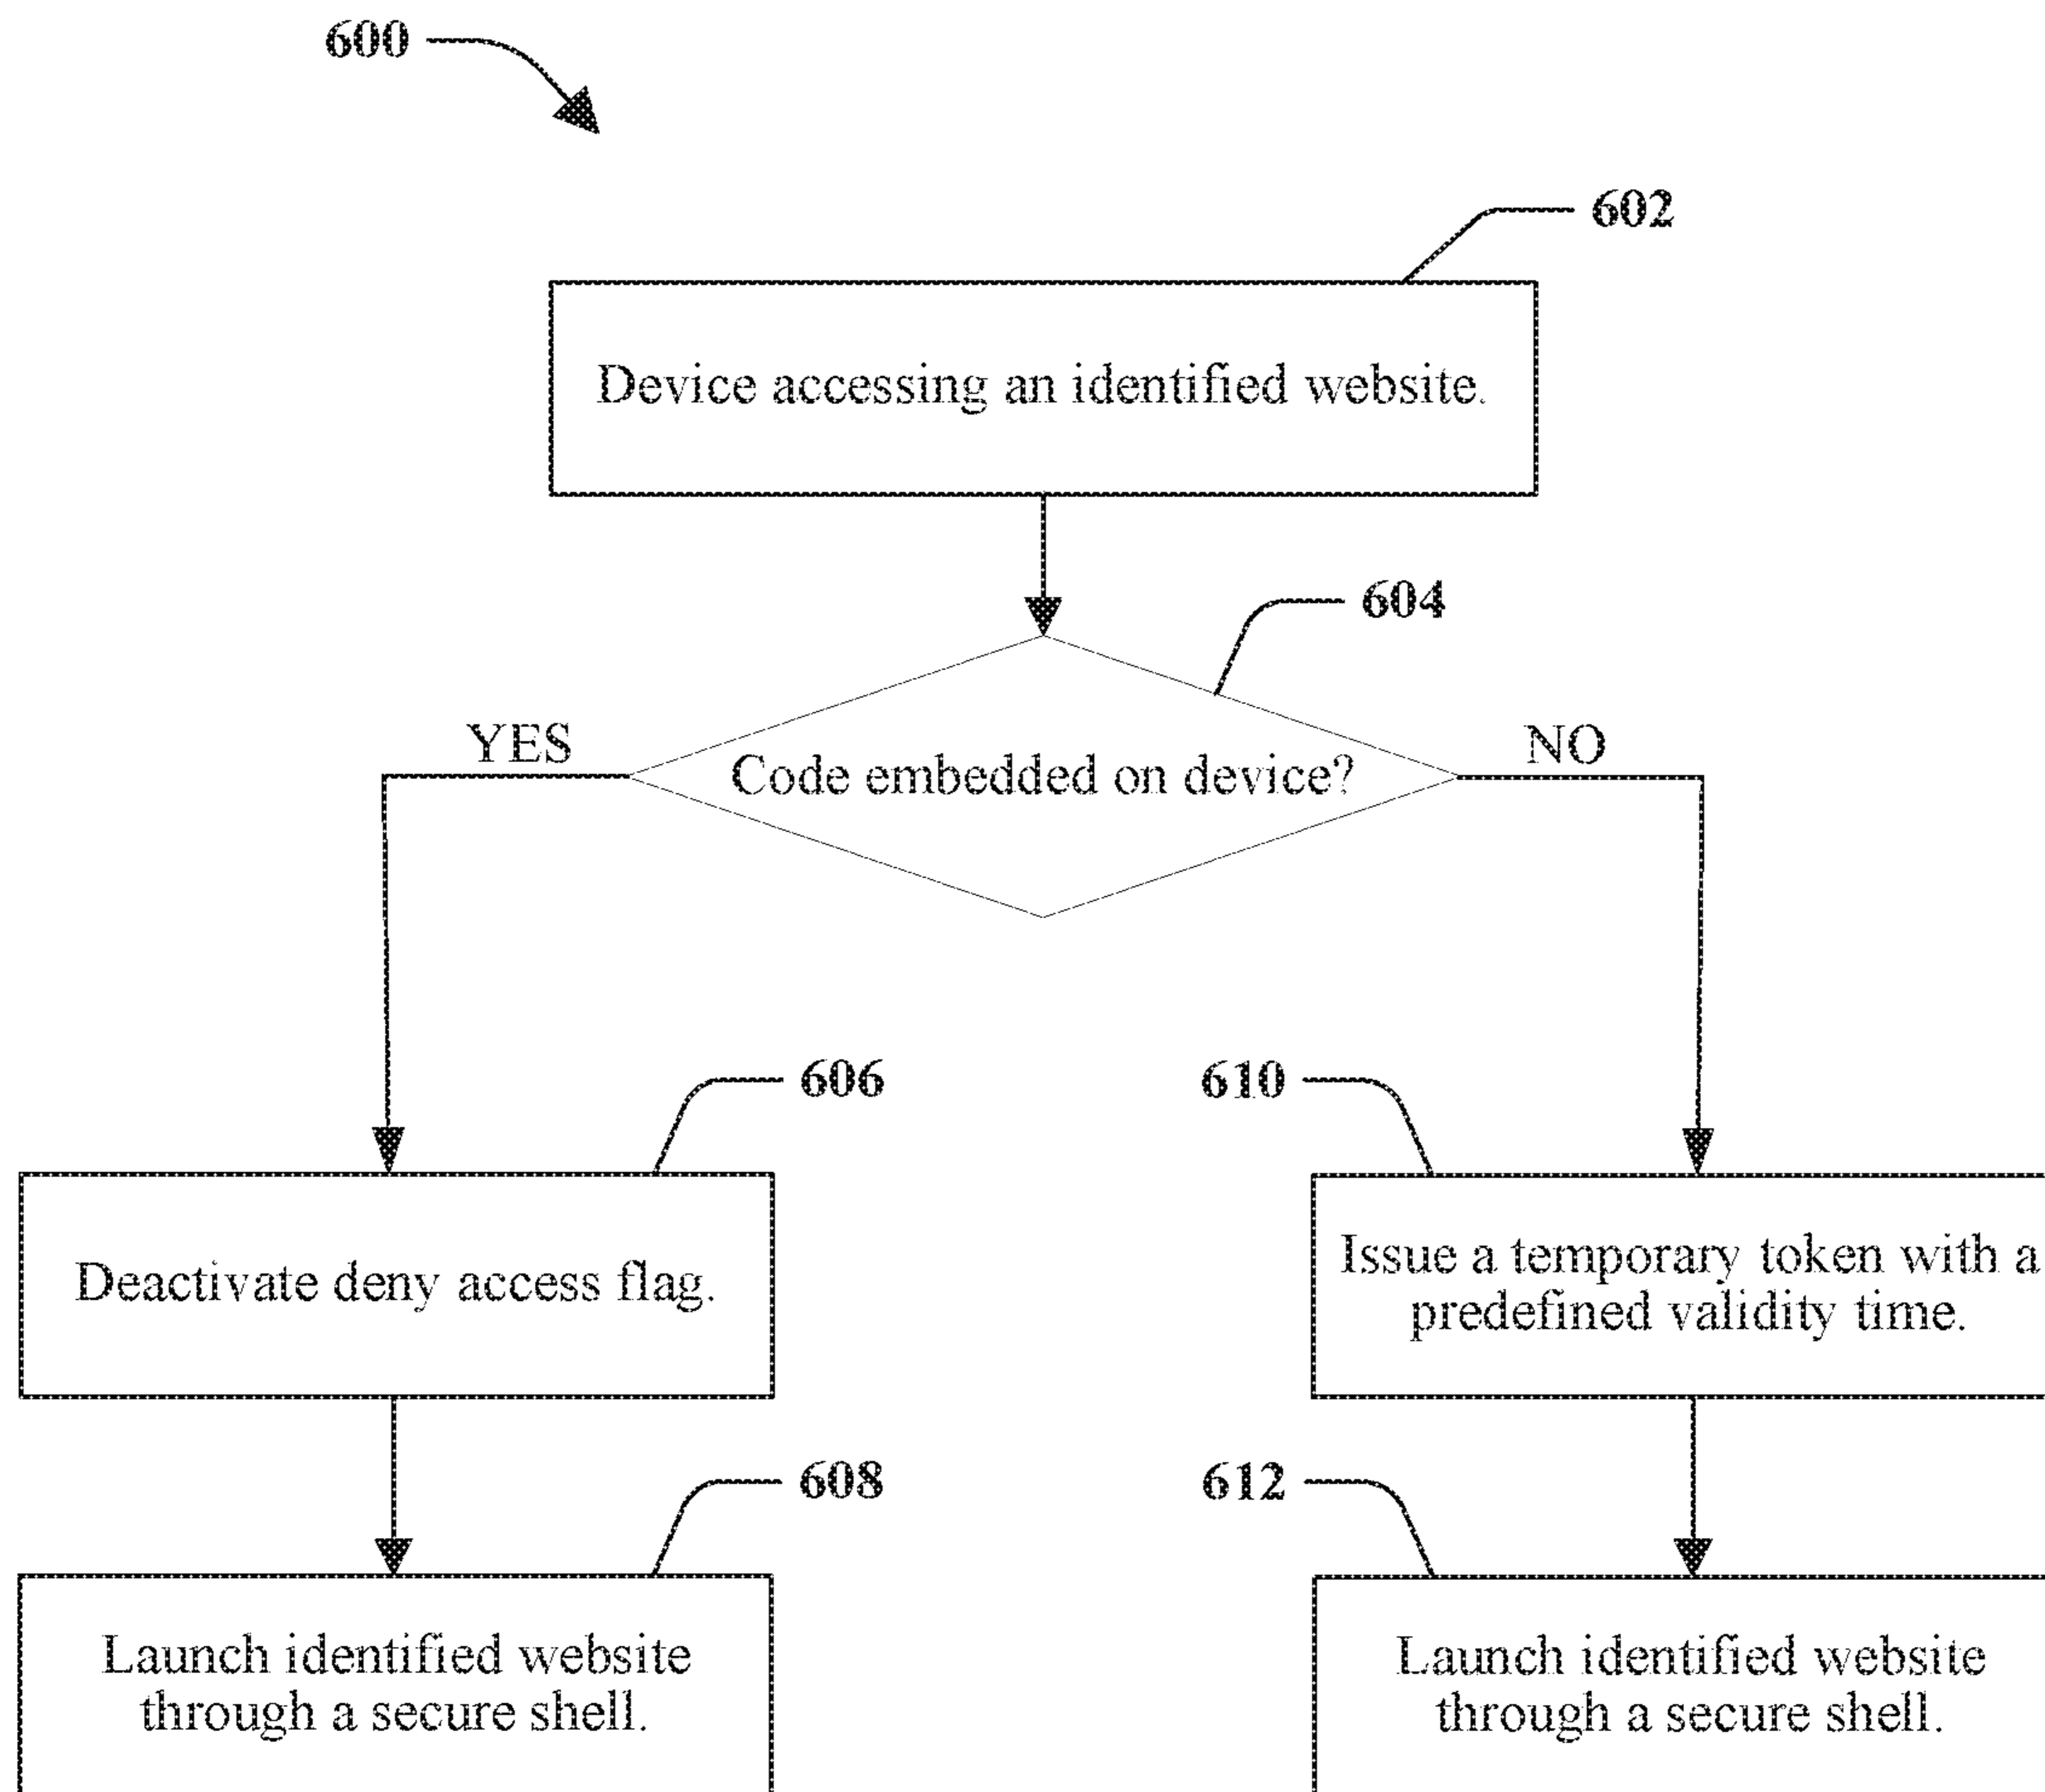 600
602
Device accessing an identified website.
604
YES
NO
Code embedded on device?
606
610
Deactivate deny access flag.
Issue a temporary token with a
predefined validity time.
608
612
Launch identified website
through a secure shell.
Launch identified website
through a secure shell.